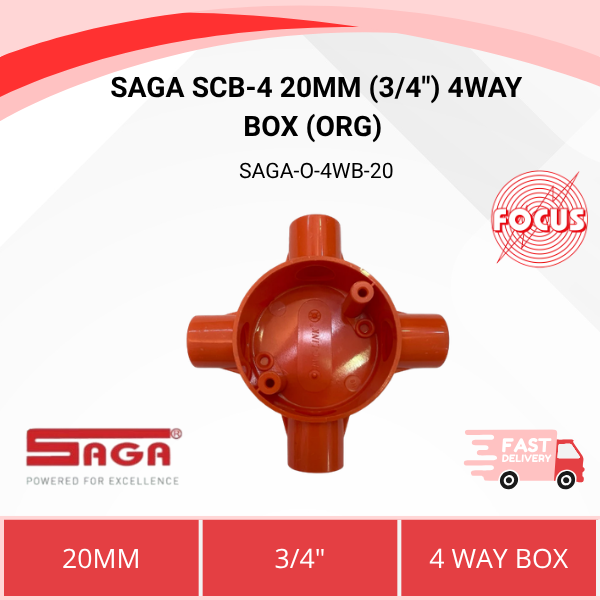 SAGA SCB-4 20MM (3/4") 4WAY
BOX (ORG)
SAGA-O-4WB-20
FOCUS
SAGA®
POWERED FOR EXCELLENCE
FAST
DELIVERY
20MM
3/4"
4 WAY BOX